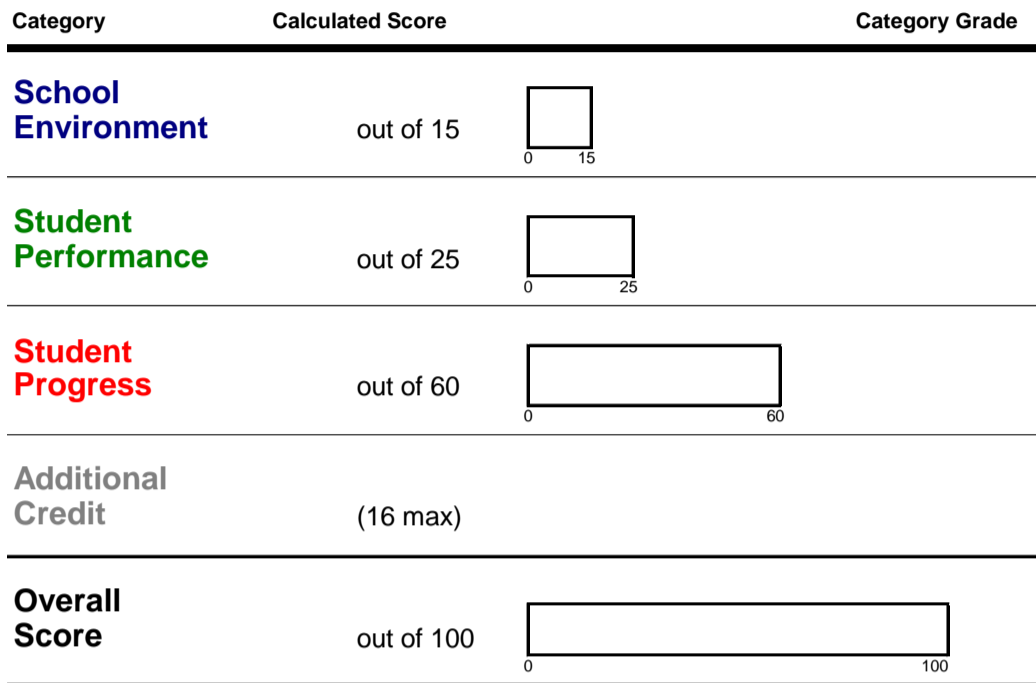 Category Calculated Score Category Grade
School
Environment out of 15
0 15
Student
Performance out of 25
0 25
Student
Progress out of 60
0 60
Additional
Credit (16 max)
Overall
Score out of 100
0 100